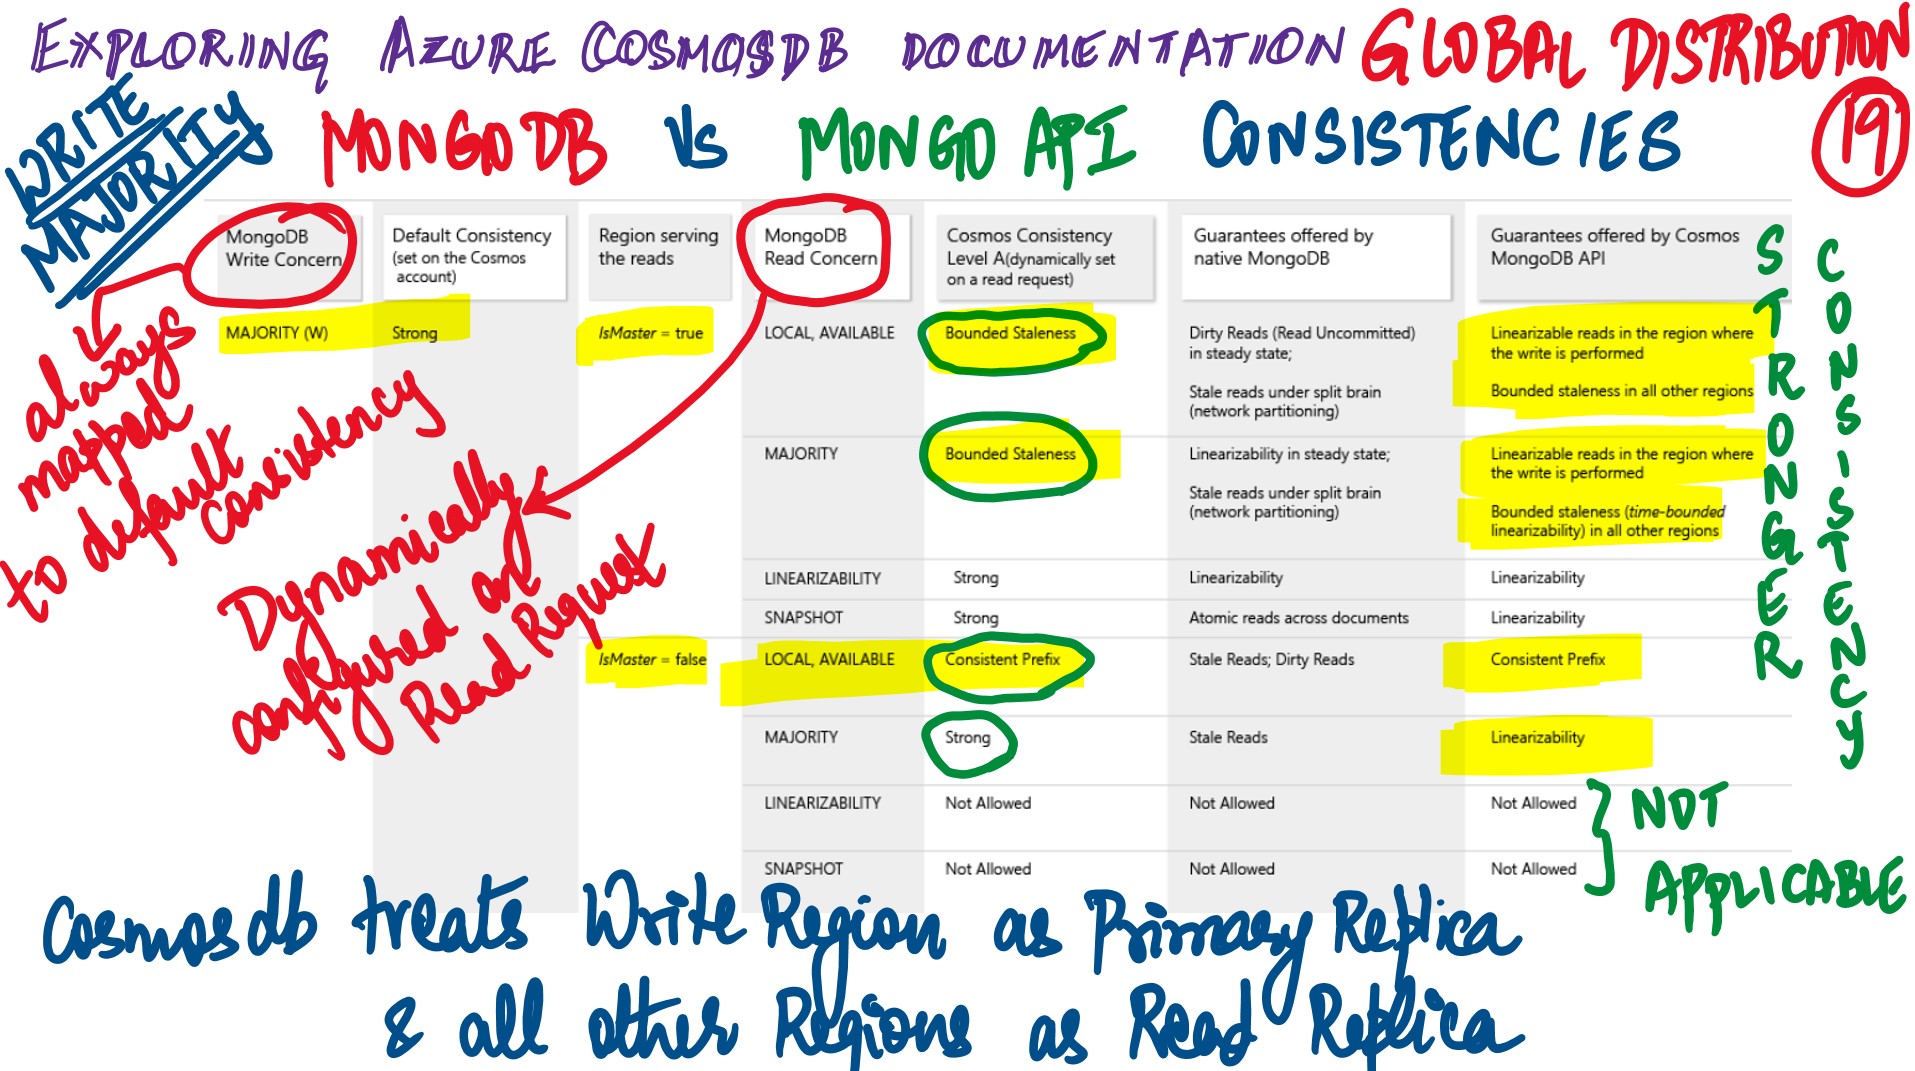 EXPLORING AZURE COSMOSDB DOCUMENTATION GLOBAL DISTRIBUTION
19
WRITE MAJORITY
MONGODB VS MONGO API CONSISTENCIES
MongoDB Write Concern
Default Consistency (set on the Cosmos account)
Region serving the reads
MongoDB Read Concern
Cosmos Consistency Level A(dynamically set on a read request)
Guarantees offered by native MongoDB
Guarantees offered by Cosmos MongoDB API
MAJORITY (W)
Strong
IsMaster = true
LOCAL, AVAILABLE
Bounded Staleness
Dirty Reads (Read Uncommitted) in steady state;
Stale reads under split brain (network partitioning)
Linearizable reads in the region where the write is performed
Bounded staleness in all other regions
MAJORITY
Bounded Staleness
Linearizability in steady state;
Stale reads under split brain (network partitioning)
Linearizable reads in the region where the write is performed
Bounded staleness (time-bounded linearizability) in all other regions
LINEARIZABILITY
Strong
Linearizability
Linearizability
SNAPSHOT
Strong
Atomic reads across documents
Linearizability
IsMaster = false
LOCAL, AVAILABLE
Consistent Prefix
Stale Reads; Dirty Reads
Consistent Prefix
MAJORITY
Strong
Stale Reads
Linearizability
LINEARIZABILITY
Not Allowed
Not Allowed
Not Allowed
SNAPSHOT
Not Allowed
Not Allowed
Not Allowed
always mapped to default consistency
Dynamically configured on Read Request
STRONGER
CONSISTENCY
NOT APPLICABLE
Cosmosdb treats Write Region as Primary Replica
& all other Regions as Read Replica